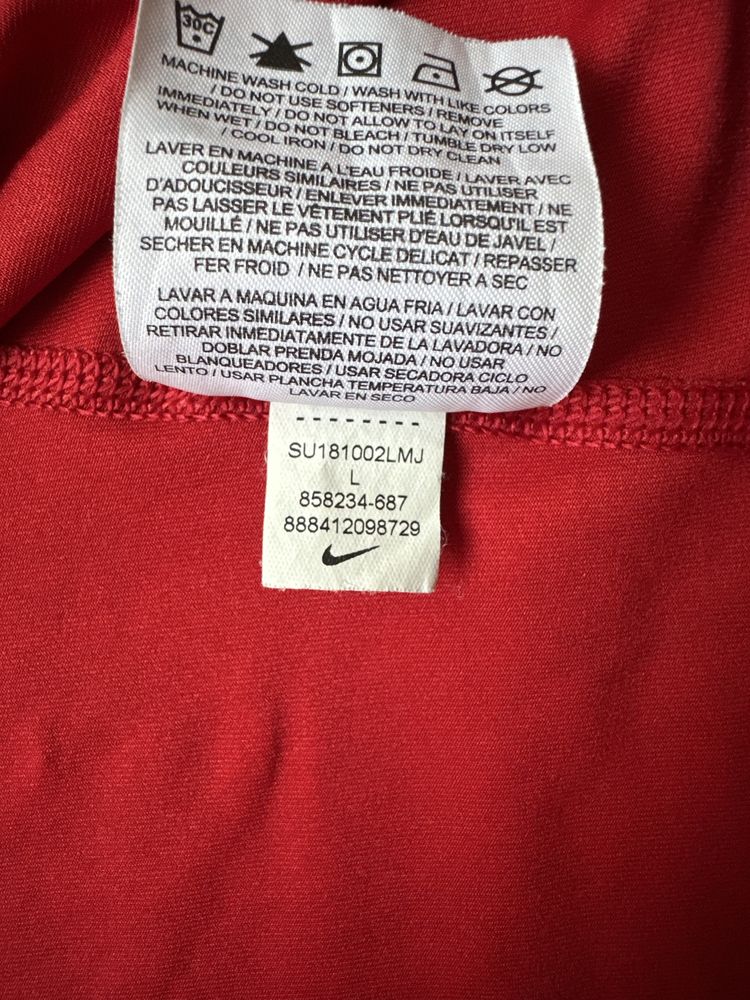 30C
MACHINE WASH COLD / WASH WITH LIKE COLORS
/ DO NOT USE SOFTENERS / REMOVE
IMMEDIATELY / DO NOT ALLOW TO LAY ON ITSELF
WHEN WET / DO NOT BLEACH / TUMBLE DRY LOW
/ COOL IRON / DO NOT DRY CLEAN
LAVER EN MACHINE A L'EAU FROIDE / LAVER AVEC
COULEURS SIMILAIRES / NE PAS UTILISER
D'ADOUCISSEUR / ENLEVER IMMEDIATEMENT / NE
PAS LAISSER LE VÊTEMENT PLIÉ LORSQU'IL EST
MOUILLÉ / NE PAS UTILISER D'EAU DE JAVEL /
SECHER EN MACHINE CYCLE DELICAT / REPASSER
FER FROID / NE PAS NETTOYER A SEC
LAVAR A MAQUINA EN AGUA FRIA / LAVAR CON
COLORES SIMILARES / NO USAR SUAVIZANTES /
RETIRAR INMEDIATAMENTE DE LA LAVADORA / NO
DOBLAR PRENDA MOJADA / NO USAR
BLANQUEADORES / USAR SECADORA CICLO
LENTO / USAR PLANCHA TEMPERATURA BAJA / NO
LAVAR EN SECO
--------
SU181002LMJ
L
858234-687
888412098729